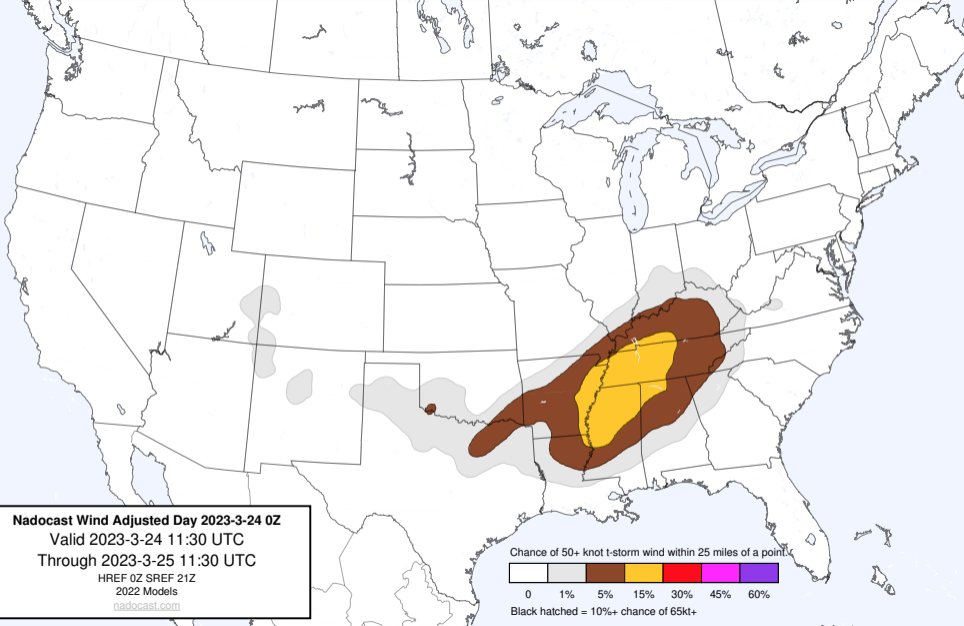 Nadocast Wind Adjusted Day 2023-3-24 0Z
Valid 2023-3-24 11:30 UTC
Through 2023-3-25 11:30 UTC
HREF 0Z SREF 21Z
2022 Models
nadocast.com
Chance of 50+ knot t-storm wind within 25 miles of a point.
0 1% 5% 15% 30% 45% 60%
Black hatched = 10%+ chance of 65kt+